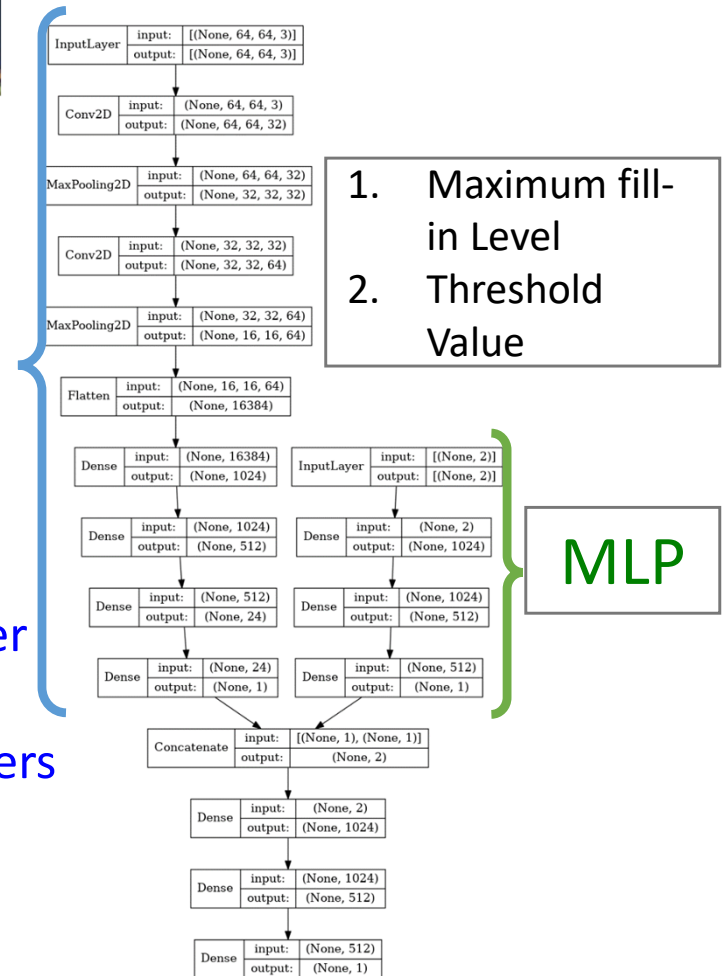 InputLayer input: [(None, 64, 64, 3)]
output: [(None, 64, 64, 3)]
Conv2D input: (None, 64, 64, 3)
output: (None, 64, 64, 32)
MaxPooling2D input: (None, 64, 64, 32)
output: (None, 32, 32, 32)
Conv2D input: (None, 32, 32, 32)
output: (None, 32, 32, 64)
MaxPooling2D input: (None, 32, 32, 64)
output: (None, 16, 16, 64)
Flatten input: (None, 16, 16, 64)
output: (None, 16384)
1. Maximum fill-
in Level
2. Threshold
Value
Dense input: (None, 16384)
output: (None, 1024)
InputLayer input: [(None, 2)]
output: [(None, 2)]
Dense input: (None, 1024)
output: (None, 512)
Dense input: (None, 2)
output: (None, 1024)
Dense input: (None, 512)
output: (None, 24)
Dense input: (None, 1024)
output: (None, 512)
Dense input: (None, 24)
output: (None, 1)
Dense input: (None, 512)
output: (None, 1)
MLP
er
ers
Concatenate input: [(None, 1), (None, 1)]
output: (None, 2)
Dense input: (None, 2)
output: (None, 1024)
Dense input: (None, 1024)
output: (None, 512)
Dense input: (None, 512)
output: (None, 1)